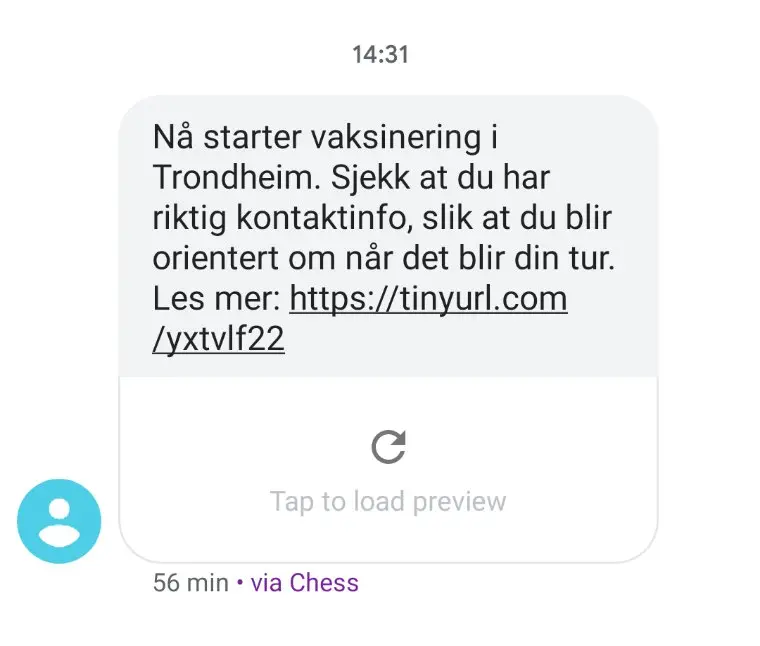 14:31
Nå starter vaksinering i
Trondheim. Sjekk at du har
riktig kontaktinfo, slik at du blir
orientert om når det blir din tur.
Les mer: https://tinyurl.com
/yxtvlf22
Tap to load preview
56 min • via Chess